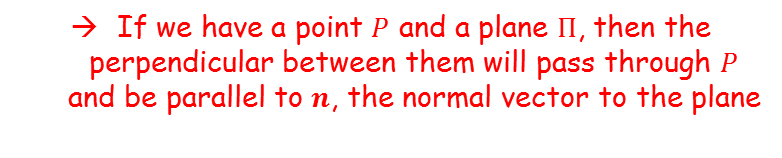 → If we have a point P and a plane Π, then the
perpendicular between them will pass through P
and be parallel to n, the normal vector to the plane